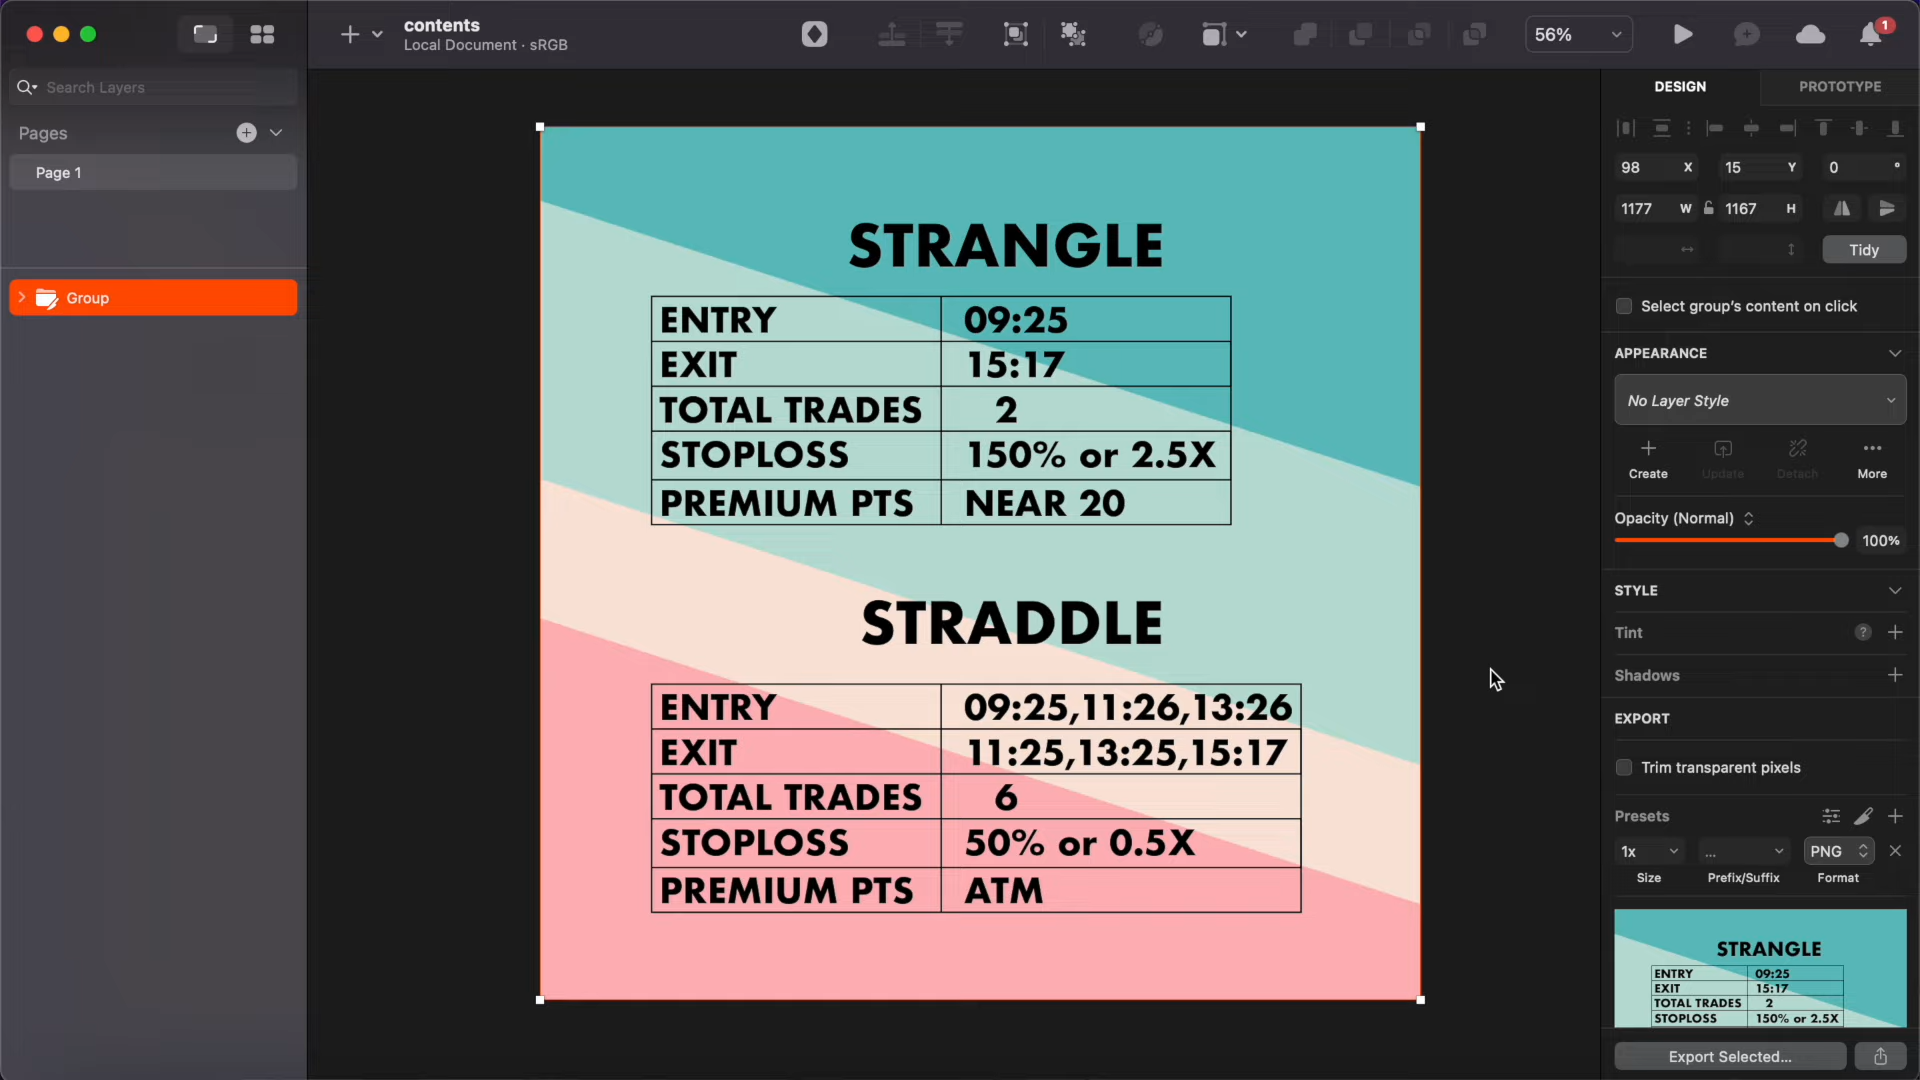 contents
Local Document · sRGB
56%
1
Search Layers
Pages
Page 1
Group
STRANGLE
ENTRY 09:25
EXIT 15:17
TOTAL TRADES 2
STOPLOSS 150% or 2.5X
PREMIUM PTS NEAR 20
STRADDLE
ENTRY 09:25,11:26,13:26
EXIT 11:25,13:25,15:17
TOTAL TRADES 6
STOPLOSS 50% or 0.5X
PREMIUM PTS ATM
DESIGN PROTOTYPE
98 X 15 Y 0 °
1177 W 1167 H
Tidy
Select group's content on click
APPEARANCE
No Layer Style
Create Update Detach More
Opacity (Normal)
100%
STYLE
Tint ?
Shadows
EXPORT
Trim transparent pixels
Presets
1x ... PNG
Size Prefix/Suffix Format
STRANGLE
ENTRY 09:25
EXIT 15:17
TOTAL TRADES 2
STOPLOSS 150% or 2.5X
Export Selected...